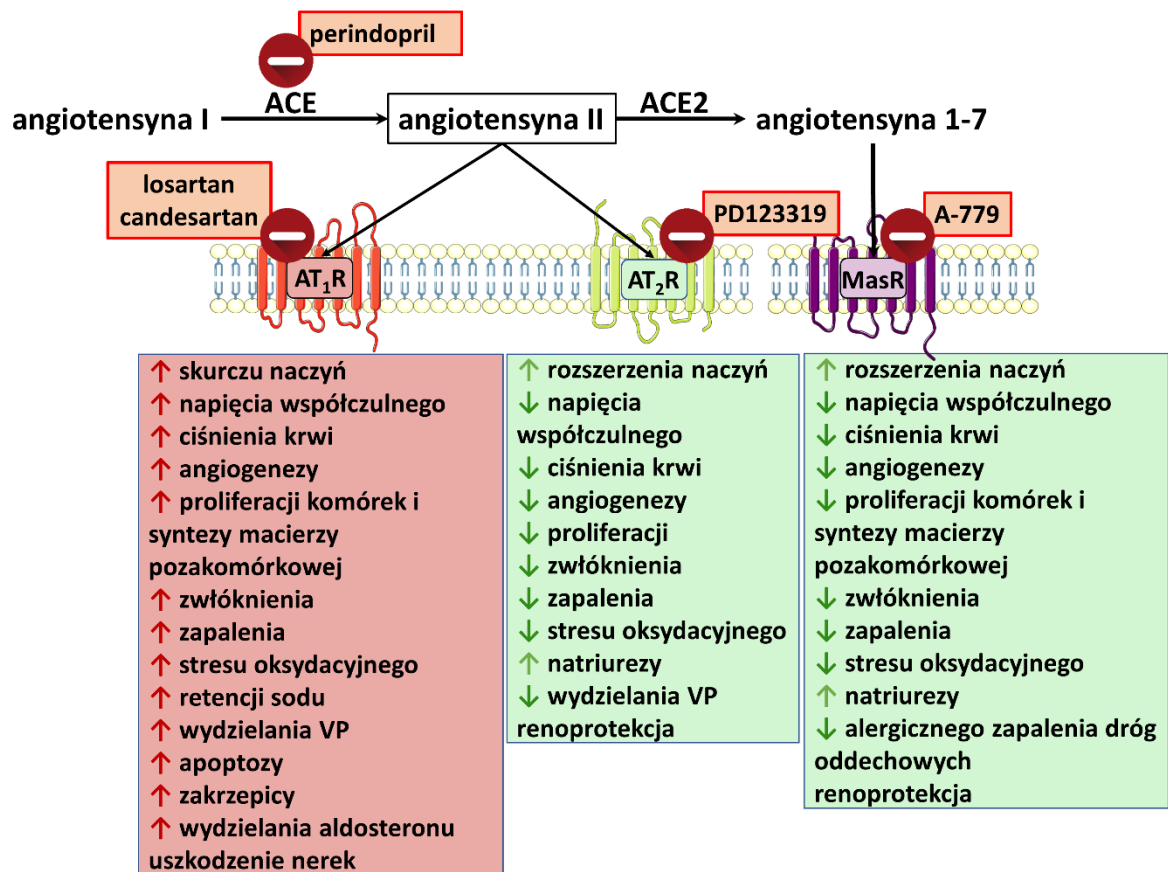 perindopril
ACE
angiotensyna I
angiotensyna II
ACE2
angiotensyna 1-7
losartan
candesartan
PD123319
A-779
AT₁R
AT₂R
MasR
↑ skurczu naczyń
↑ napięcia współczulnego
↑ ciśnienia krwi
↑ angiogenezy
↑ proliferacji komórek i
syntezy macierzy
pozakomórkowej
↑ zwłóknienia
↑ zapalenia
↑ stresu oksydacyjnego
↑ retencji sodu
↑ wydzielania VP
↑ apoptozy
↑ zakrzepicy
↑ wydzielania aldosteronu
uszkodzenie nerek
↑ rozszerzenia naczyń
↓ napięcia
współczulnego
↓ ciśnienia krwi
↓ angiogenezy
↓ proliferacji
↓ zwłóknienia
↓ zapalenia
↓ stresu oksydacyjnego
↑ natriurezy
↓ wydzielania VP
renoprotekcja
↑ rozszerzenia naczyń
↓ napięcia współczulnego
↓ ciśnienia krwi
↓ angiogenezy
↓ proliferacji komórek i
syntezy macierzy
pozakomórkowej
↓ zwłóknienia
↓ zapalenia
↓ stresu oksydacyjnego
↑ natriurezy
↓ alergicznego zapalenia dróg
oddechowych
renoprotekcja